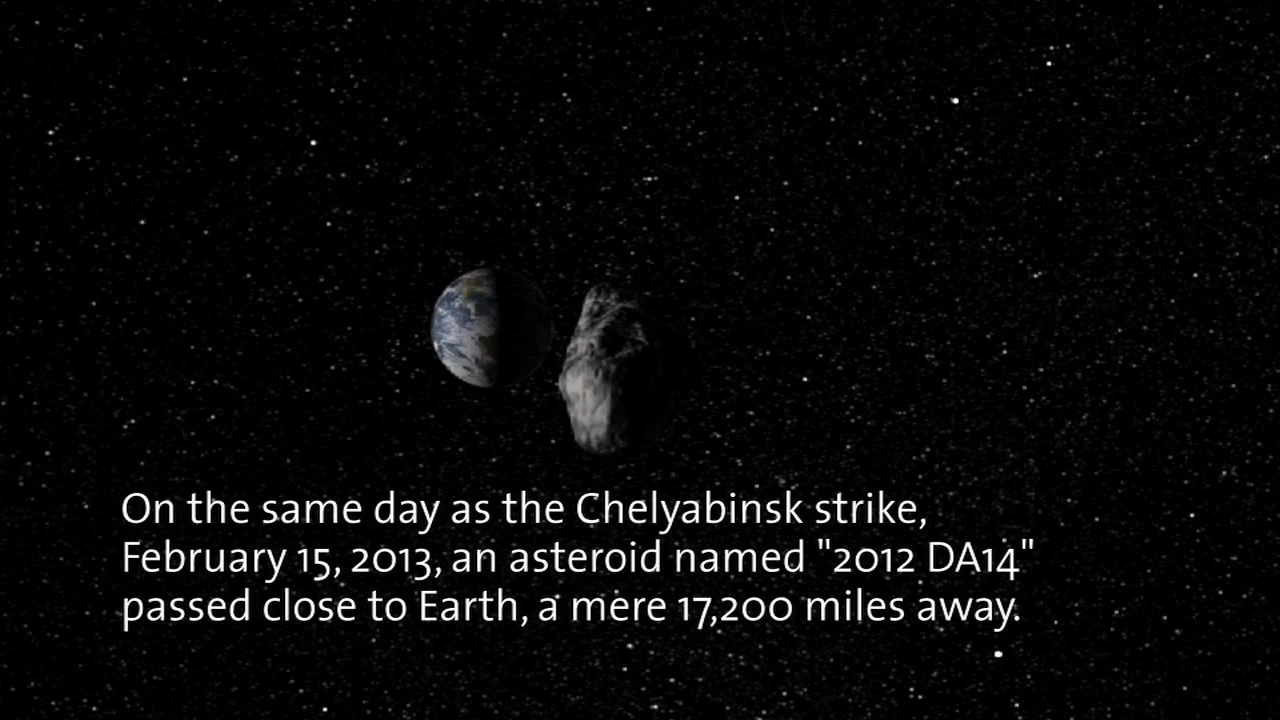 On the same day as the Chelyabinsk strike,
February 15, 2013, an asteroid named "2012 DA14"
passed close to Earth, a mere 17,200 miles away.